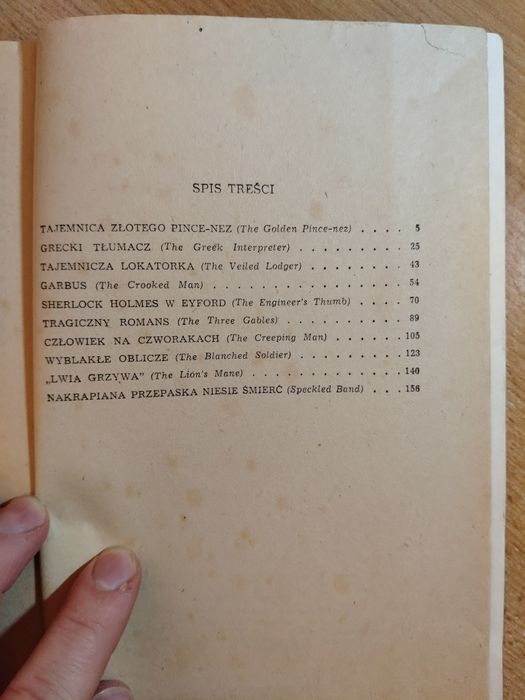 SPIS TREŚCI
TAJEMNICA ZŁOTEGO PINCE-NEZ (The Golden Pince-nez) . . . . 5
GRECKI TŁUMACZ (The Greek Interpreter) . . . . . . . . . 25
TAJEMNICZA LOKATORKA (The Veiled Lodger) . . . . . . . . 43
GARBUS (The Crooked Man) . . . . . . . . . . . . . . . 54
SHERLOCK HOLMES W EYFORD (The Engineer's Thumb) . . . . 70
TRAGICZNY ROMANS (The Three Gables) . . . . . . . . . . 89
CZŁOWIEK NA CZWORAKACH (The Creeping Man) . . . . . . 105
WYBLAKŁE OBLICZE (The Blanched Soldier) . . . . . . . . . 123
„LWIA GRZYWA" (The Lion's Mane) . . . . . . . . . . . . . 140
NAKRAPIANA PRZEPASKA NIESIE ŚMIERĆ (Speckled Band) . . . 156